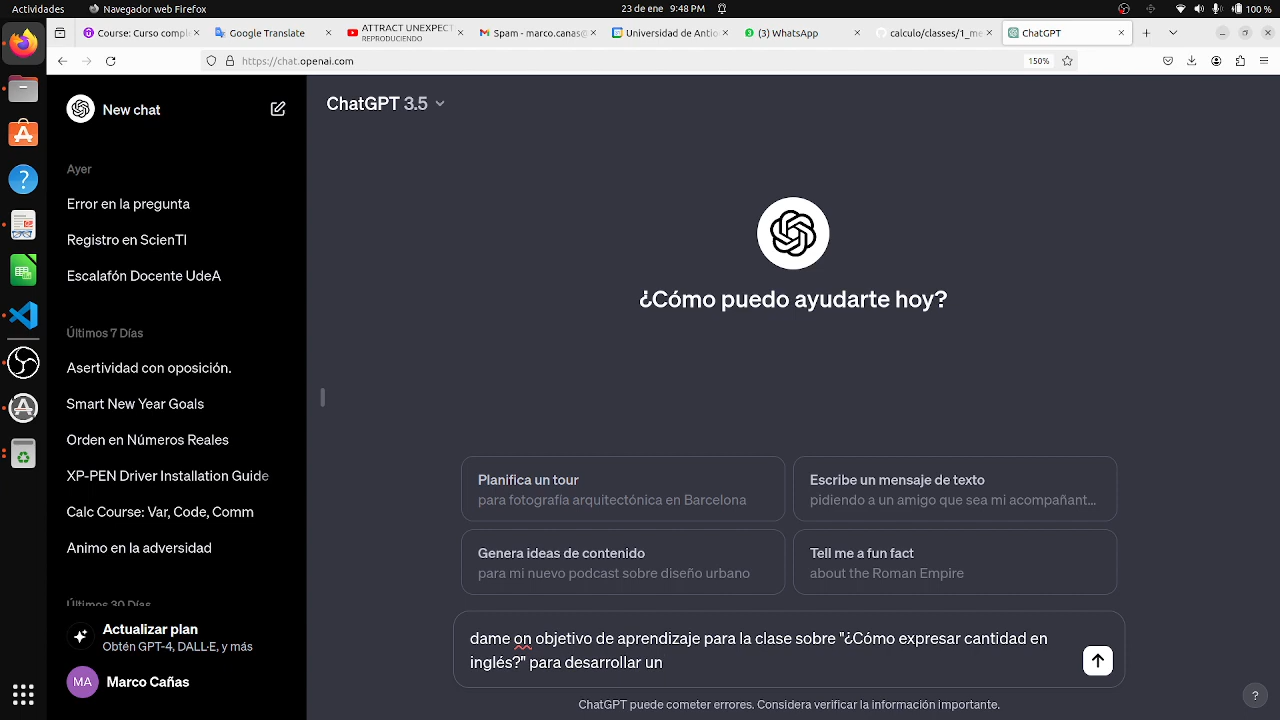 Actividades
Navegador web Firefox
23 de ene 9:48 PM
100 %
Course: Curso comple
Google Translate
ATTRACT UNEXPECT
REPRODUCIENDO
Spam - marco.canas@
Universidad de Antio
(3) WhatsApp
calculo/classes/1_me
ChatGPT
https://chat.openai.com
150%
New chat
ChatGPT 3.5
Ayer
Error en la pregunta
Registro en ScienTI
Escalafón Docente UdeA
Últimos 7 Días
Asertividad con oposición.
Smart New Year Goals
Orden en Números Reales
XP-PEN Driver Installation Guide
Calc Course: Var, Code, Comm
Animo en la adversidad
Últimos 30 Días
Actualizar plan
Obtén GPT-4, DALL·E, y más
MA
Marco Cañas
¿Cómo puedo ayudarte hoy?
Planifica un tour
para fotografía arquitectónica en Barcelona
Escribe un mensaje de texto
pidiendo a un amigo que sea mi acompañant...
Genera ideas de contenido
para mi nuevo podcast sobre diseño urbano
Tell me a fun fact
about the Roman Empire
dame on objetivo de aprendizaje para la clase sobre "¿Cómo expresar cantidad en
inglés?" para desarrollar un
ChatGPT puede cometer errores. Considera verificar la información importante.
?